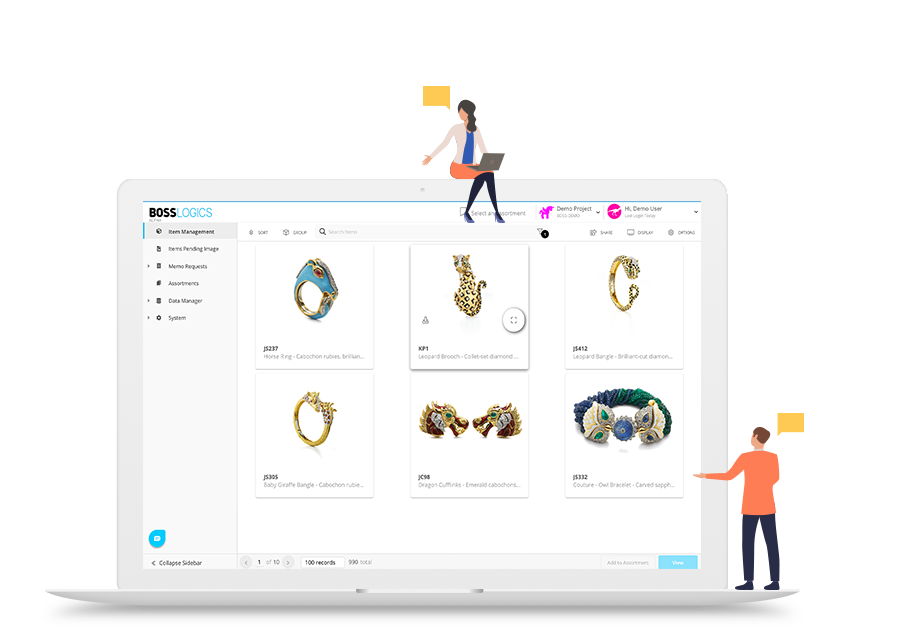 BOSSLOGICS
Select an assortment
Demo Project
BOSS-DEMO
Hi, Demo User
Last Login Today
Item Management
SORT
GROUP
Search Items
SHARE
DISPLAY
OPTIONS
Items Pending Image
Memo Requests
Assortments
Data Manager
System
JS237
Horse Ring - Cabochon rubies, brillian...
KP1
Leopard Brooch - Collet-set diamond ...
JS412
Leopard Bangle - Brilliant-cut diamon...
JS305
Baby Giraffe Bangle - Cabochon rubie...
JC98
Dragon Cufflinks - Emerald cabochons...
JS332
Couture - Owl Bracelet - Carved sapph...
Collapse Sidebar
1 of 10
100 records
990 total
Add to Assortment
View